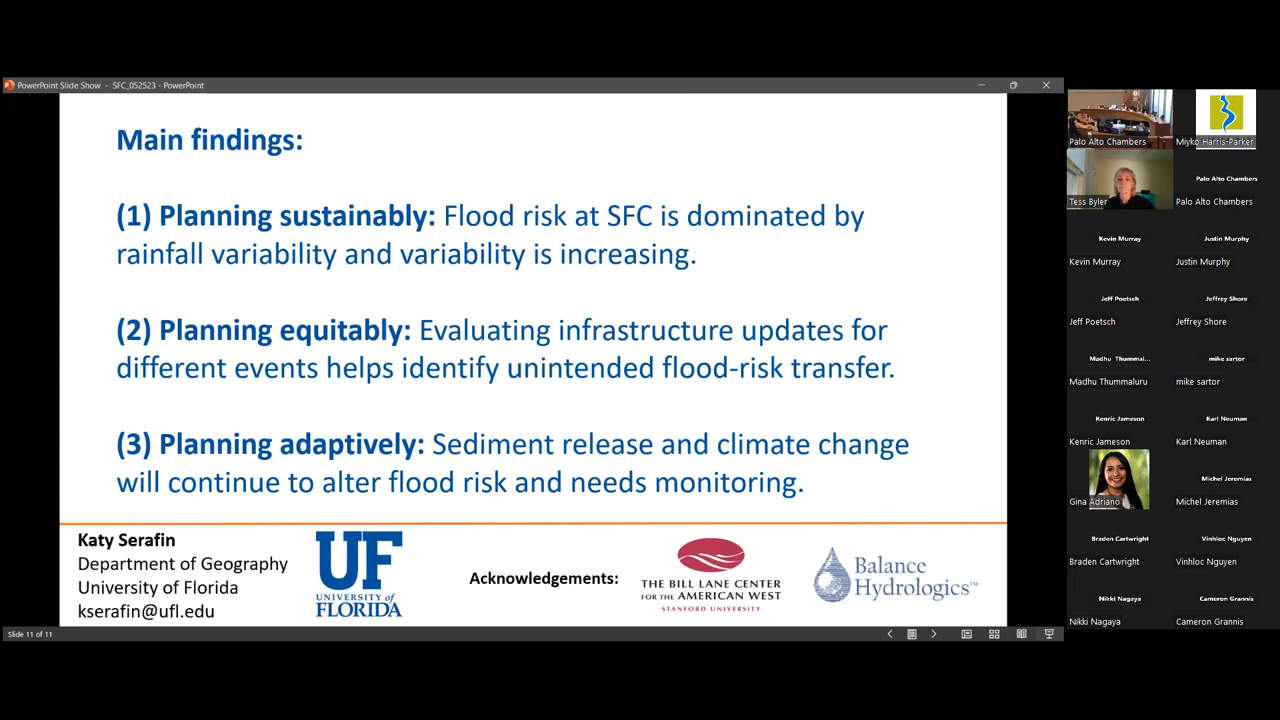 PowerPoint Slide Show - SFC_052523 - PowerPoint
Main findings:
(1) Planning sustainably: Flood risk at SFC is dominated by
rainfall variability and variability is increasing.
(2) Planning equitably: Evaluating infrastructure updates for
different events helps identify unintended flood-risk transfer.
(3) Planning adaptively: Sediment release and climate change
will continue to alter flood risk and needs monitoring.
Katy Serafin
Department of Geography
University of Florida
kserafin@ufl.edu
UF
UNIVERSITY of
FLORIDA
Acknowledgements:
THE BILL LANE CENTER
FOR THE AMERICAN WEST
STANFORD UNIVERSITY
Balance
Hydrologics™
Slide 11 of 11
Palo Alto Chambers
Miyko Harris-Parker
Tess Byler
Palo Alto Chambers
Palo Alto Chambers
Kevin Murray
Kevin Murray
Justin Murphy
Justin Murphy
Jeff Poetsch
Jeff Poetsch
Jeffrey Shore
Jeffrey Shore
Madhu Thummal...
Madhu Thummaluru
mike sartor
mike sartor
Kenric Jameson
Kenric Jameson
Karl Neuman
Karl Neuman
Gina Adriano
Michel Jeremias
Michel Jeremias
Braden Cartwright
Braden Cartwright
Vinhloc Nguyen
Vinhloc Nguyen
Nikki Nagaya
Nikki Nagaya
Cameron Grannis
Cameron Grannis